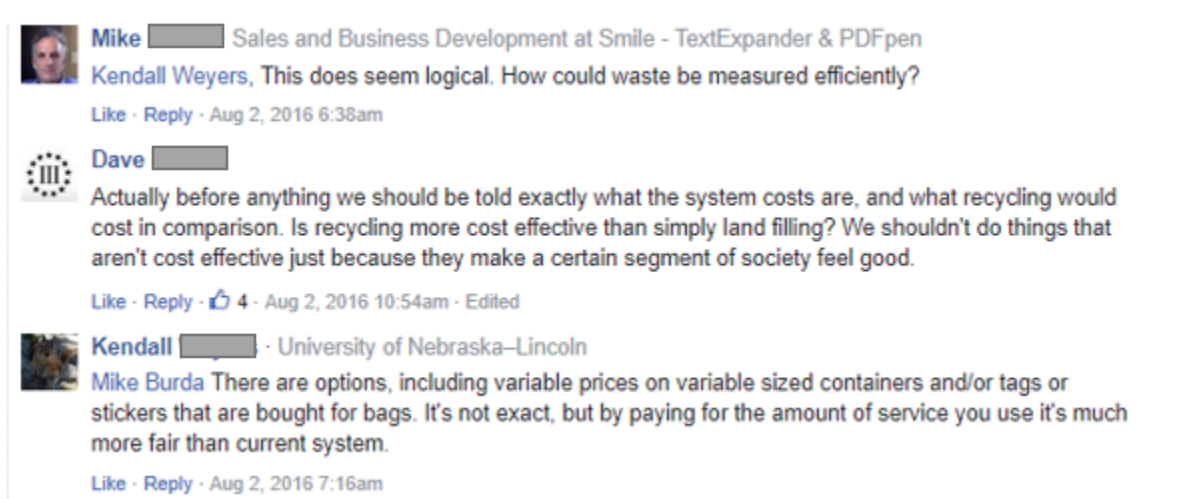 Mike Sales and Business Development at Smile - TextExpander & PDFpen
Kendall Weyers, This does seem logical. How could waste be measured efficiently?
Like · Reply · Aug 2, 2016 6:38am
III
Dave
Actually before anything we should be told exactly what the system costs are, and what recycling would
cost in comparison. Is recycling more cost effective than simply land filling? We shouldn't do things that
aren't cost effective just because they make a certain segment of society feel good.
Like · Reply · 4 · Aug 2, 2016 10:54am · Edited
Kendall · University of Nebraska–Lincoln
Mike Burda There are options, including variable prices on variable sized containers and/or tags or
stickers that are bought for bags. It's not exact, but by paying for the amount of service you use it's much
more fair than current system.
Like · Reply · Aug 2, 2016 7:16am